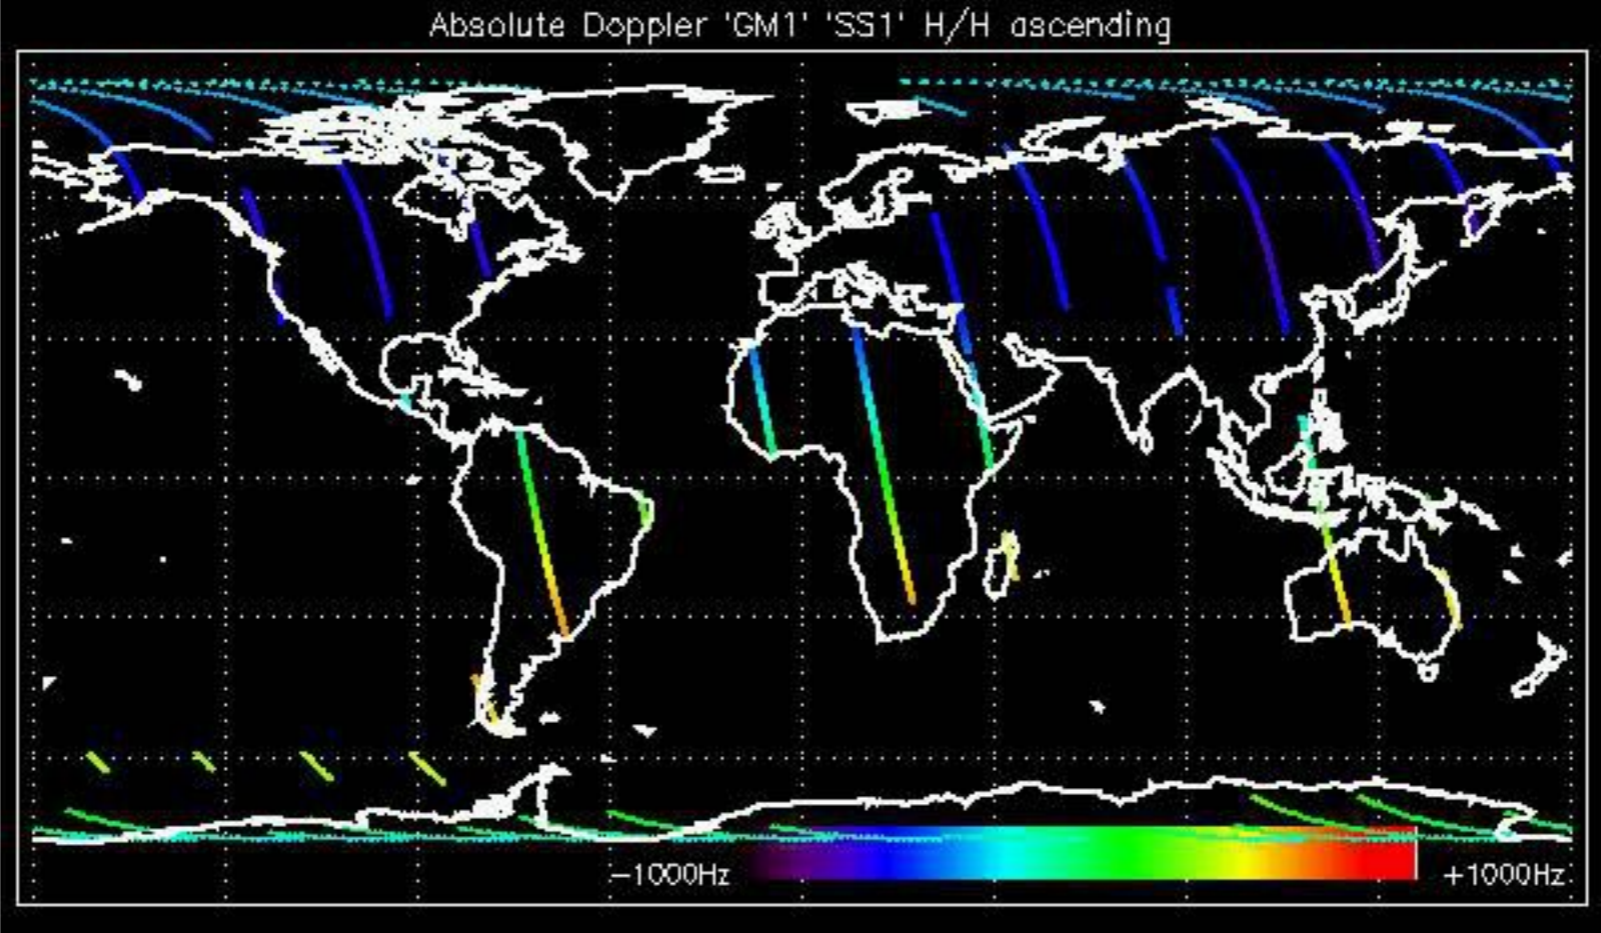 Absolute Doppler 'GM1' 'SS1' H/H ascending
−1000Hz +1000Hz